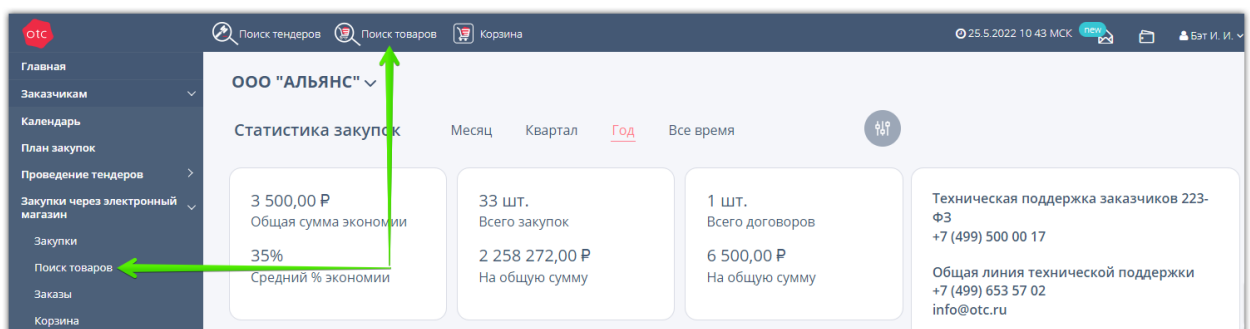 otc
Поиск тендеров Поиск товаров Корзина
25.5.2022 10 43 МСК new Бэт И. И.
Главная
Заказчикам
Календарь
План закупок
Проведение тендеров
Закупки через электронный
магазин
Закупки
Поиск товаров
Заказы
Корзина
ООО "АЛЬЯНС"
Статистика закупок Месяц Квартал Год Все время
3 500,00 ₽
Общая сумма экономии
35%
Средний % экономии
33 шт.
Всего закупок
2 258 272,00 ₽
На общую сумму
1 шт.
Всего договоров
6 500,00 ₽
На общую сумму
Техническая поддержка заказчиков 223-
ФЗ
+7 (499) 500 00 17
Общая линия технической поддержки
+7 (499) 653 57 02
info@otc.ru